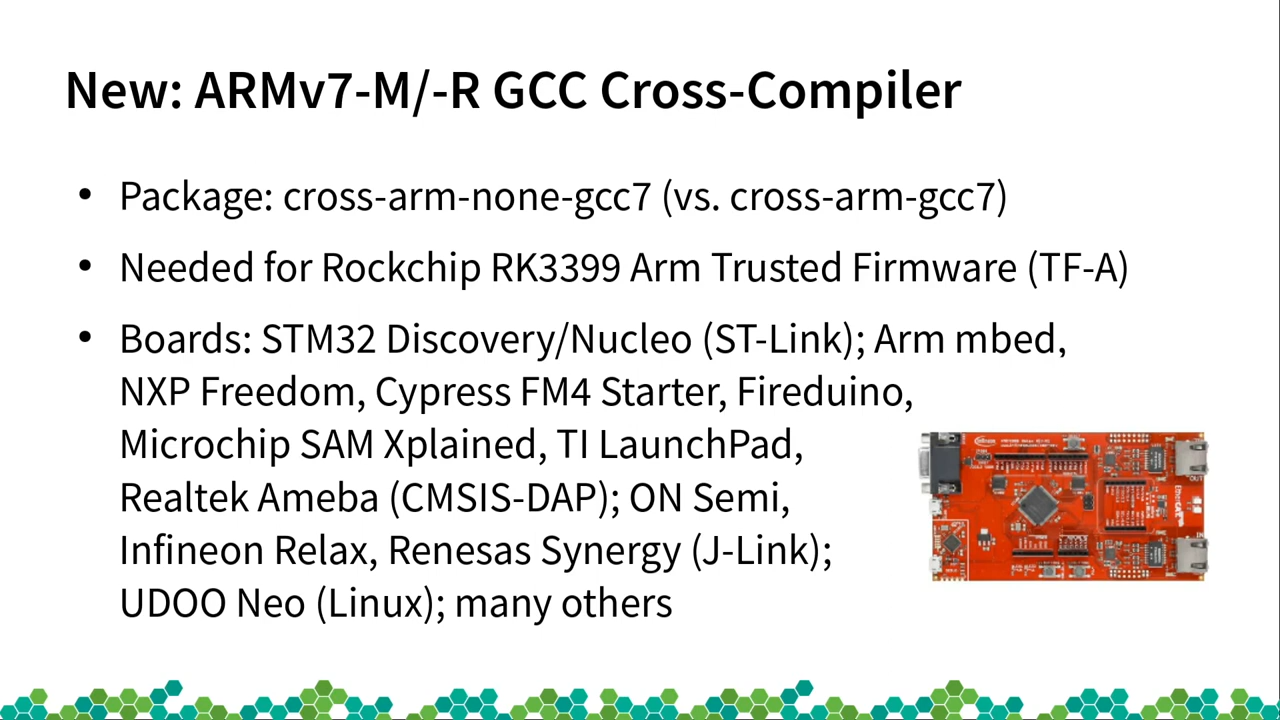 New: ARMv7-M/-R GCC Cross-Compiler
• Package: cross-arm-none-gcc7 (vs. cross-arm-gcc7)
• Needed for Rockchip RK3399 Arm Trusted Firmware (TF-A)
• Boards: STM32 Discovery/Nucleo (ST-Link); Arm mbed,
NXP Freedom, Cypress FM4 Starter, Fireduino,
Microchip SAM Xplained, TI LaunchPad,
Realtek Ameba (CMSIS-DAP); ON Semi,
Infineon Relax, Renesas Synergy (J-Link);
UDOO Neo (Linux); many others